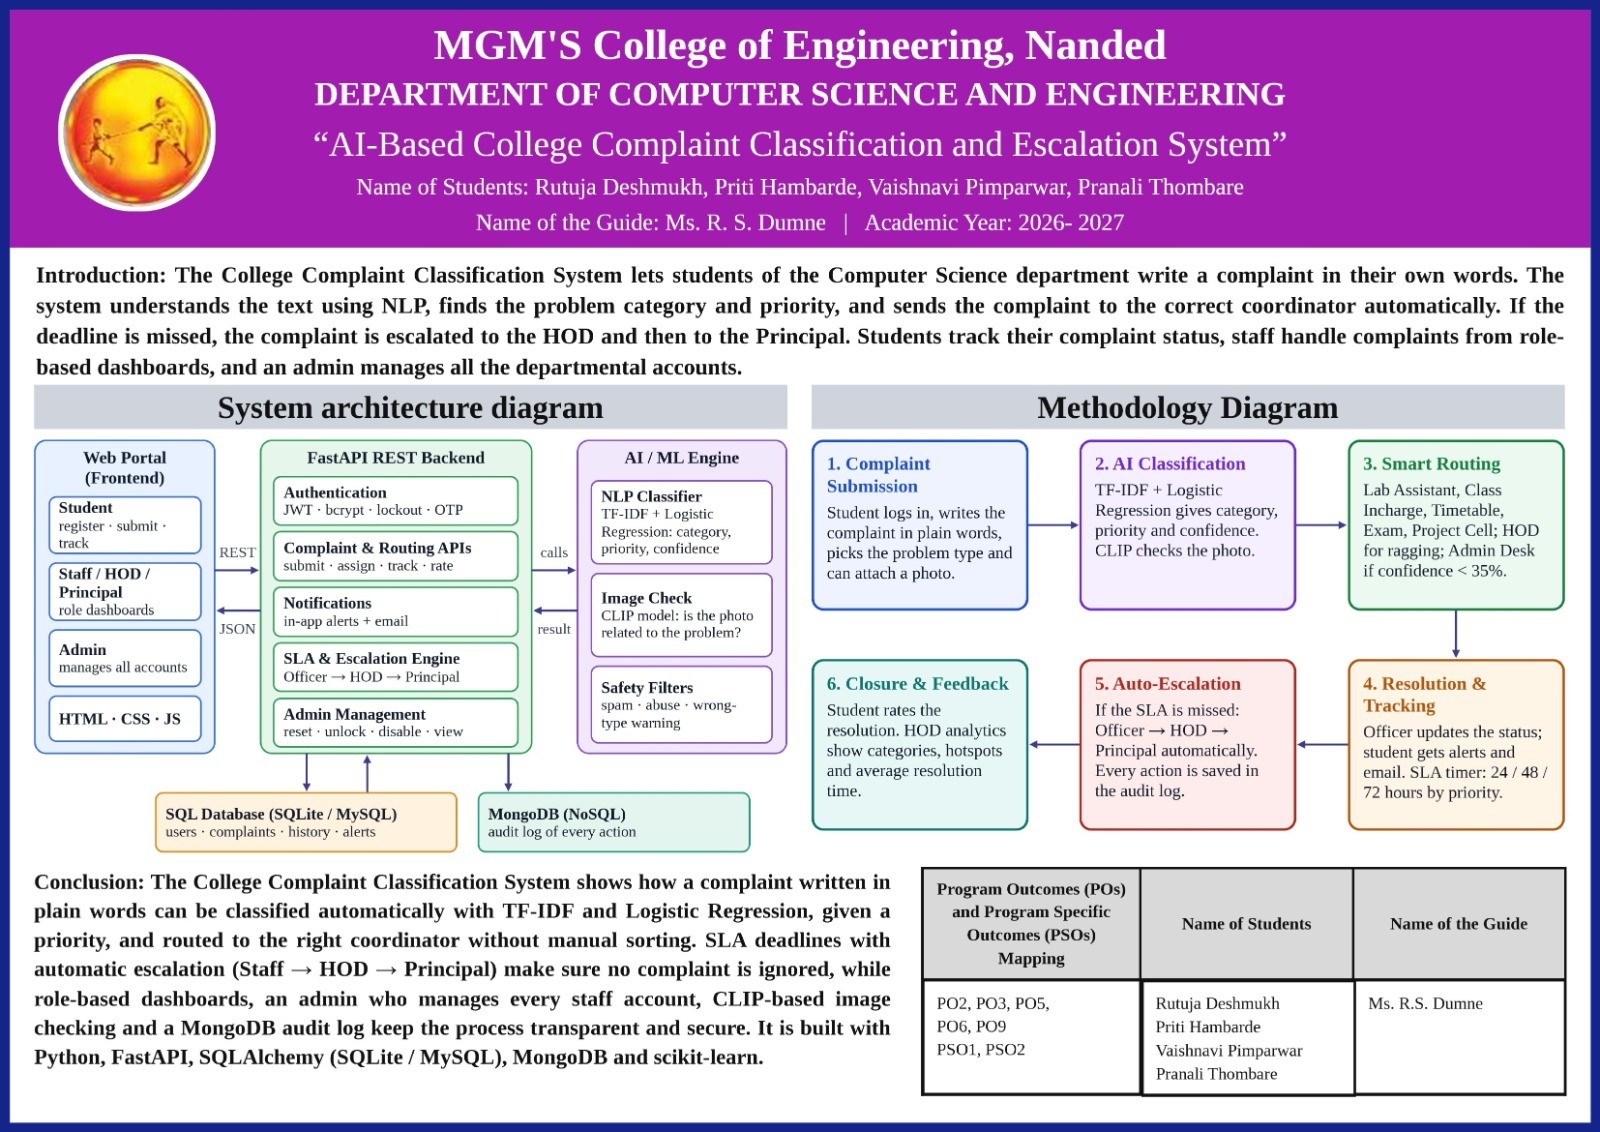 MGM'S College of Engineering, Nanded
DEPARTMENT OF COMPUTER SCIENCE AND ENGINEERING
“AI-Based College Complaint Classification and Escalation System”
Name of Students: Rutuja Deshmukh, Priti Hambarde, Vaishnavi Pimparwar, Pranali Thombare
Name of the Guide: Ms. R. S. Dumne | Academic Year: 2026- 2027
Introduction: The College Complaint Classification System lets students of the Computer Science department write a complaint in their own words. The
system understands the text using NLP, finds the problem category and priority, and sends the complaint to the correct coordinator automatically. If the
deadline is missed, the complaint is escalated to the HOD and then to the Principal. Students track their complaint status, staff handle complaints from role-
based dashboards, and an admin manages all the departmental accounts.
System architecture diagram
Web Portal
(Frontend)
Student
register · submit ·
track
Staff / HOD /
Principal
role dashboards
Admin
manages all accounts
HTML · CSS · JS
REST
JSON
FastAPI REST Backend
Authentication
JWT · bcrypt · lockout · OTP
Complaint & Routing APIs
submit · assign · track · rate
Notifications
in-app alerts + email
SLA & Escalation Engine
Officer → HOD → Principal
Admin Management
reset · unlock · disable · view
calls
result
AI / ML Engine
NLP Classifier
TF-IDF + Logistic
Regression: category,
priority, confidence
Image Check
CLIP model: is the photo
related to the problem?
Safety Filters
spam · abuse · wrong-
type warning
SQL Database (SQLite / MySQL)
users · complaints · history · alerts
MongoDB (NoSQL)
audit log of every action
Methodology Diagram
1. Complaint
Submission
Student logs in, writes the
complaint in plain words,
picks the problem type and
can attach a photo.
2. AI Classification
TF-IDF + Logistic
Regression gives category,
priority and confidence.
CLIP checks the photo.
3. Smart Routing
Lab Assistant, Class
Incharge, Timetable,
Exam, Project Cell; HOD
for ragging; Admin Desk
if confidence < 35%.
4. Resolution &
Tracking
Officer updates the status;
student gets alerts and
email. SLA timer: 24 / 48 /
72 hours by priority.
5. Auto-Escalation
If the SLA is missed:
Officer → HOD →
Principal automatically.
Every action is saved in
the audit log.
6. Closure & Feedback
Student rates the
resolution. HOD analytics
show categories, hotspots
and average resolution
time.
Conclusion: The College Complaint Classification System shows how a complaint written in
plain words can be classified automatically with TF-IDF and Logistic Regression, given a
priority, and routed to the right coordinator without manual sorting. SLA deadlines with
automatic escalation (Staff → HOD → Principal) make sure no complaint is ignored, while
role-based dashboards, an admin who manages every staff account, CLIP-based image
checking and a MongoDB audit log keep the process transparent and secure. It is built with
Python, FastAPI, SQLAlchemy (SQLite / MySQL), MongoDB and scikit-learn.
Program Outcomes (POs)
and Program Specific
Outcomes (PSOs)
Mapping
Name of Students
Name of the Guide
PO2, PO3, PO5,
PO6, PO9
PSO1, PSO2
Rutuja Deshmukh
Priti Hambarde
Vaishnavi Pimparwar
Pranali Thombare
Ms. R.S. Dumne